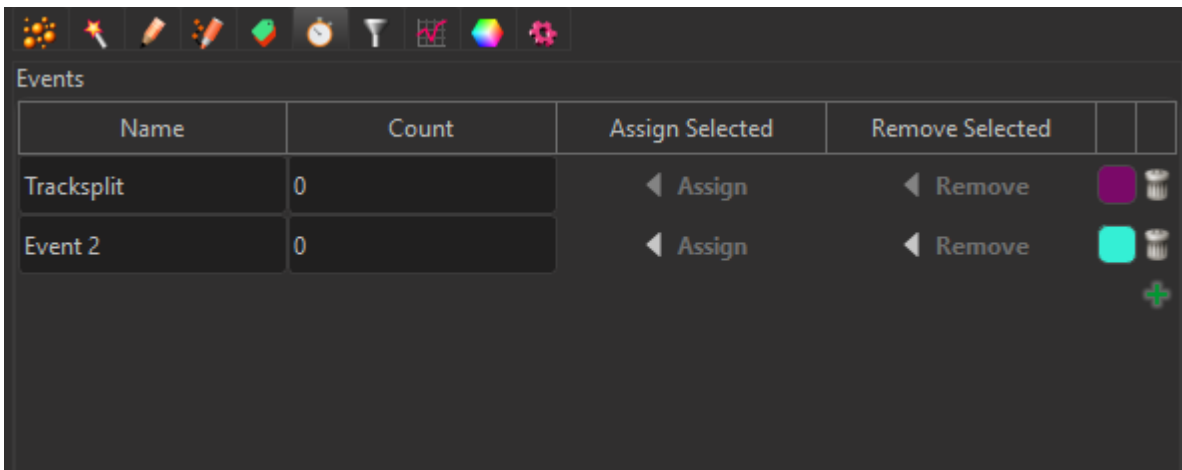 Events
Name Count Assign Selected Remove Selected
Tracksplit 0 Assign Remove
Event 2 0 Assign Remove